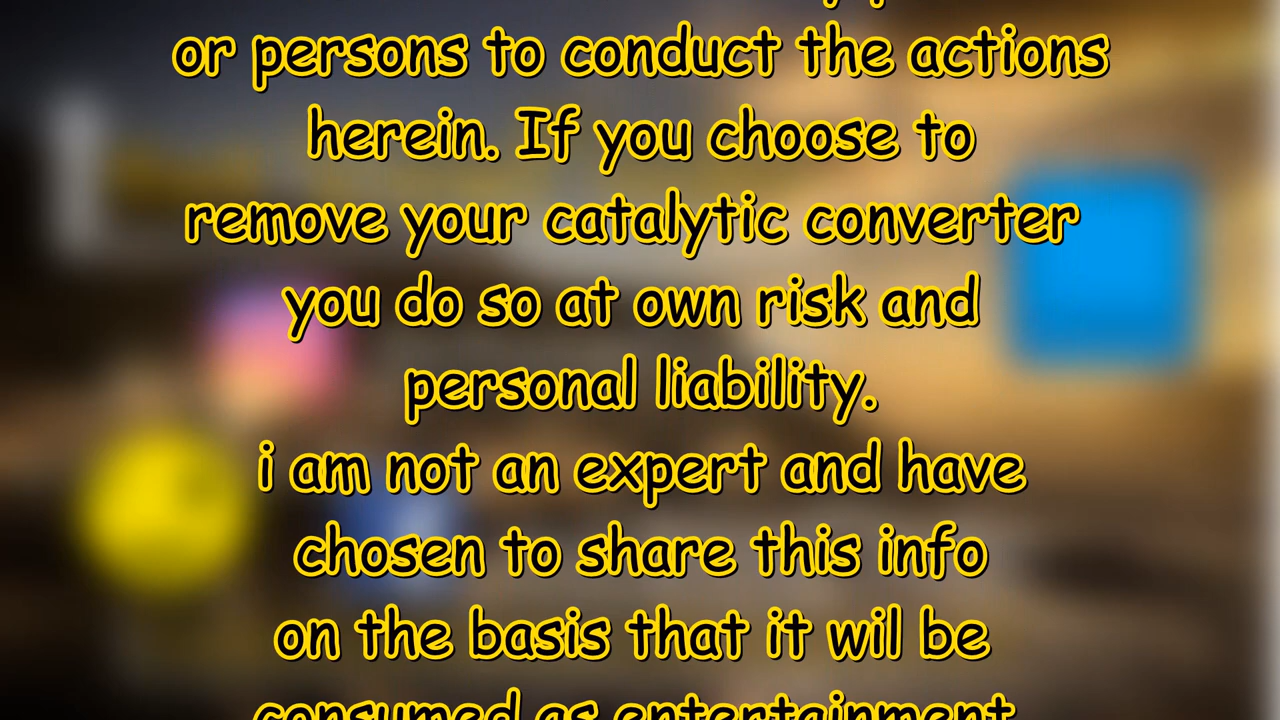 or persons to conduct the actions
herein. If you choose to
remove your catalytic converter
you do so at own risk and
personal liability.
i am not an expert and have
chosen to share this info
on the basis that it wil be
consumed as entertainment